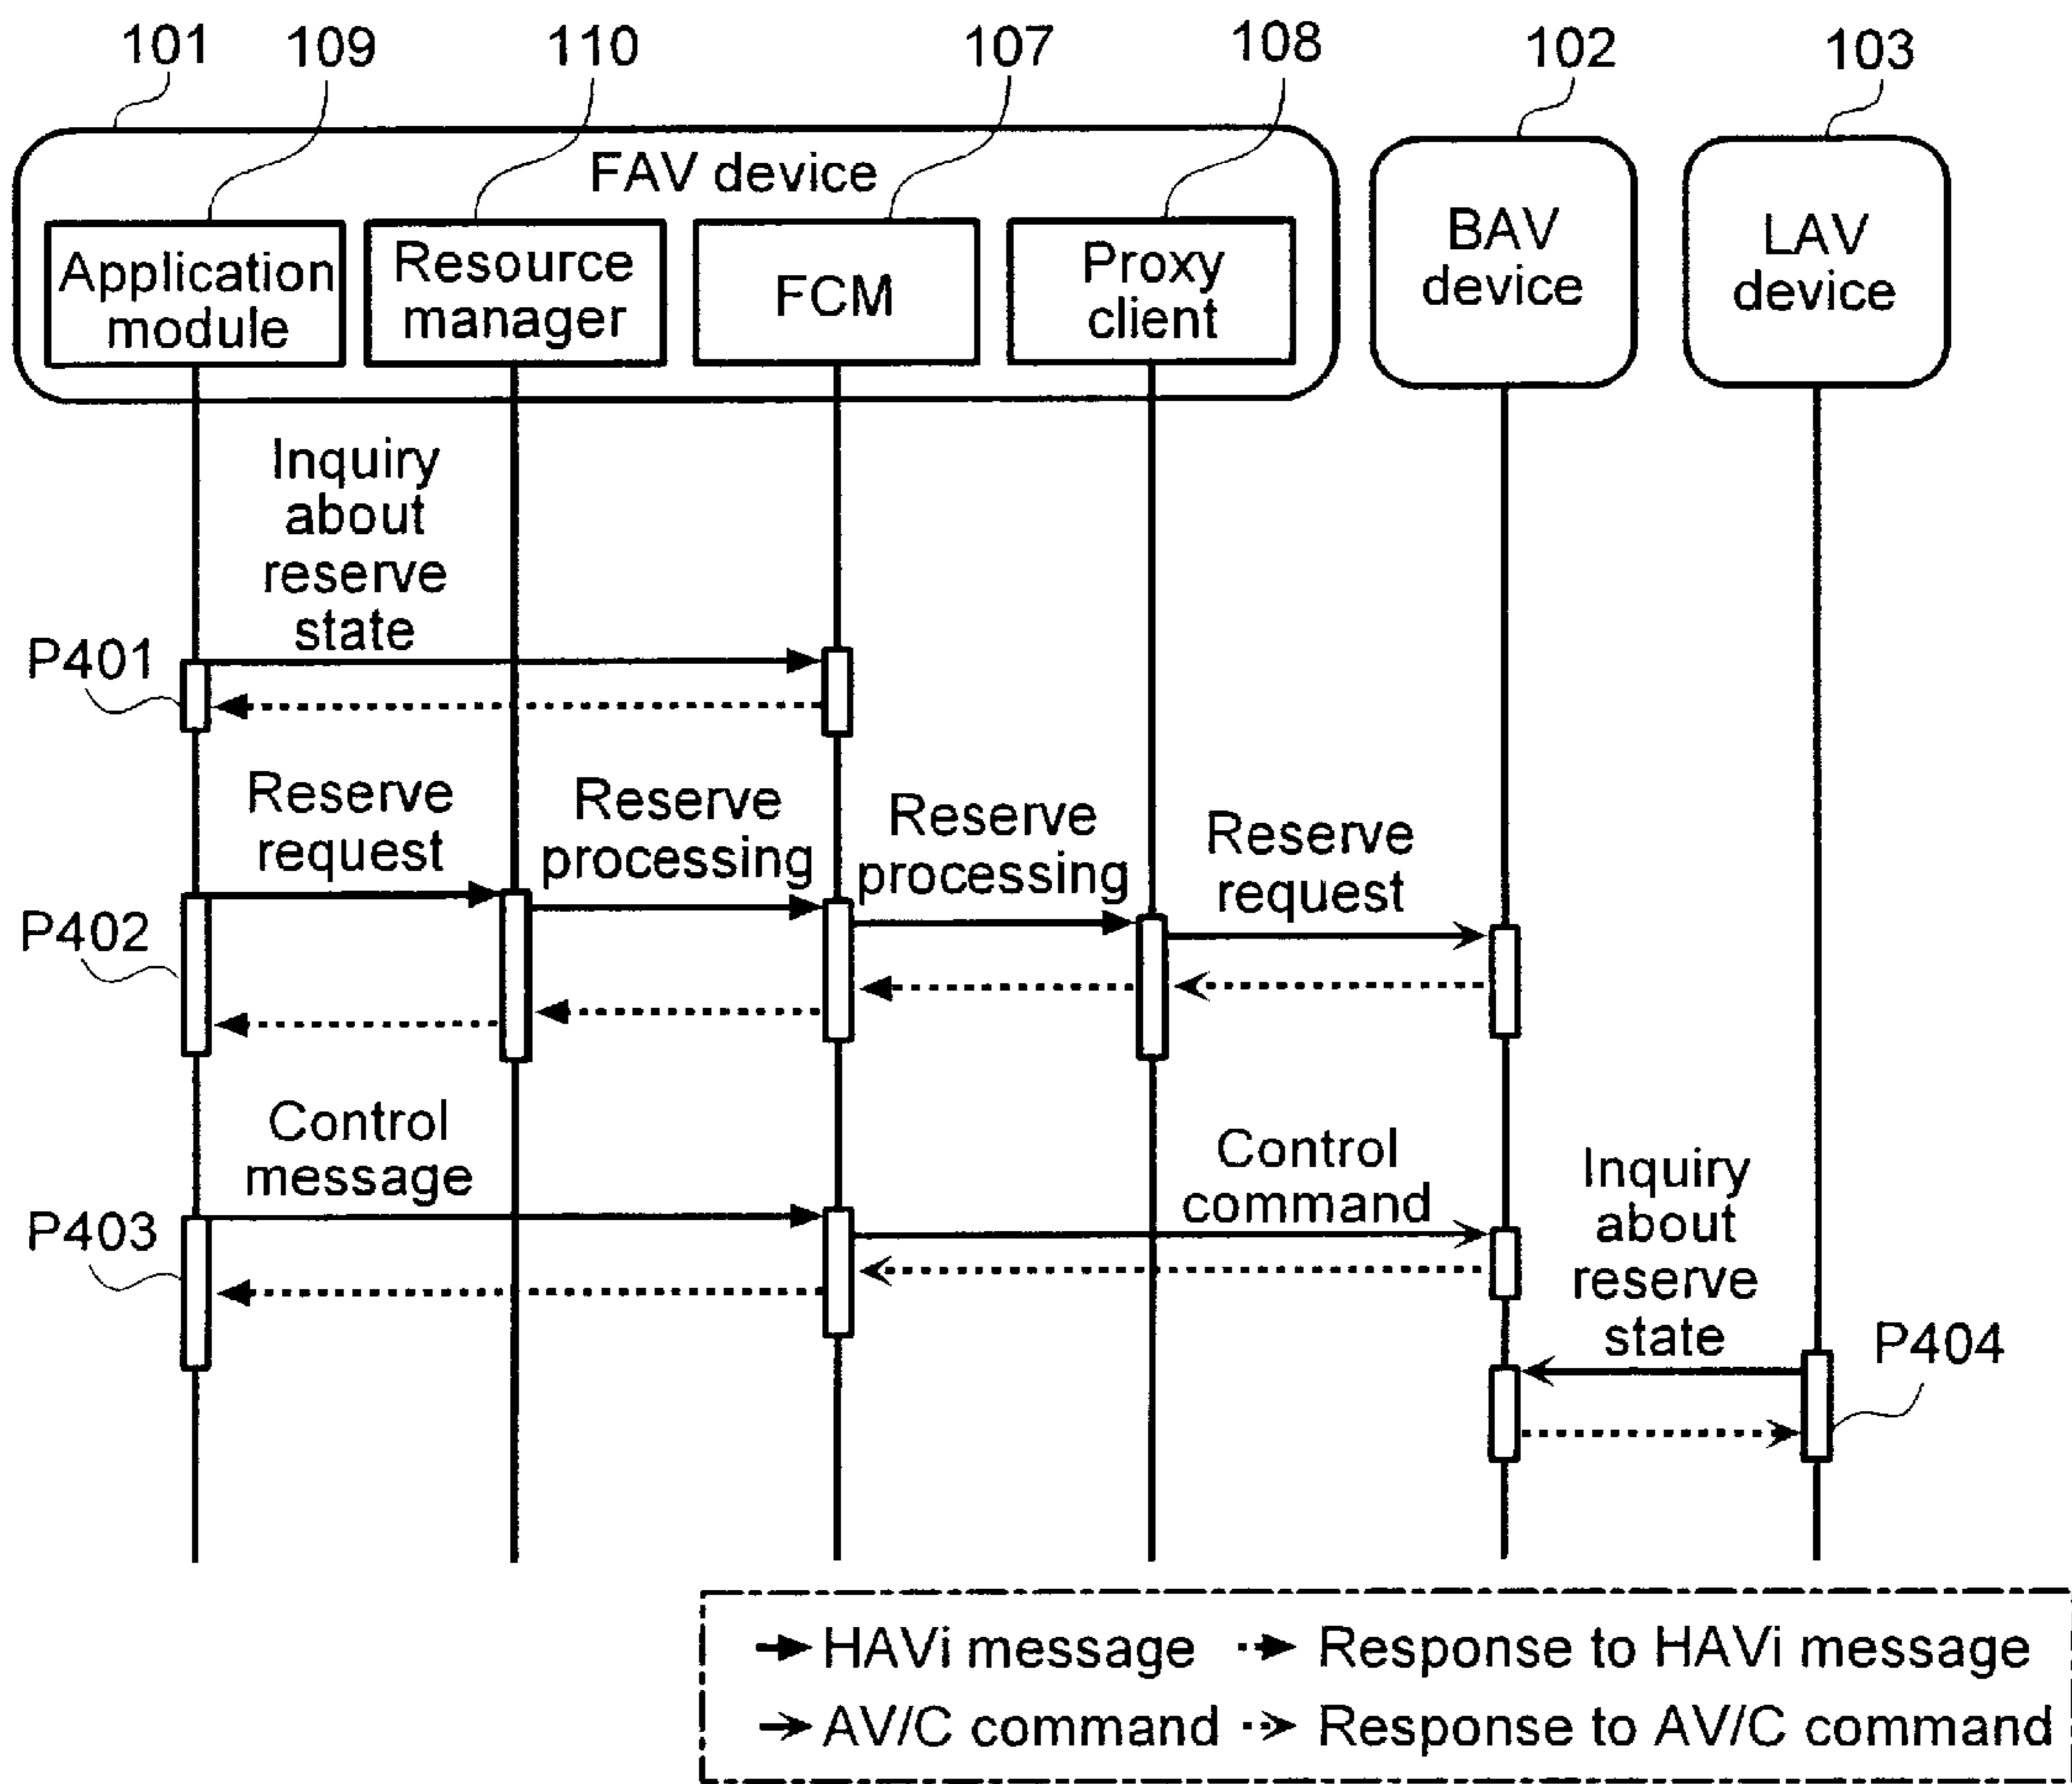 101
109
110
107
108
102
103
FAV device
Application
module
Resource
manager
FCM
Proxy
client
BAV
device
LAV
device
Inquiry
about
reserve
state
P401
Reserve
request
Reserve
processing
Reserve
processing
Reserve
request
P402
Control
message
Control
command
Inquiry
about
reserve
state
P403
P404
HAVi message
Response to HAVi message
AV/C command
Response to AV/C command